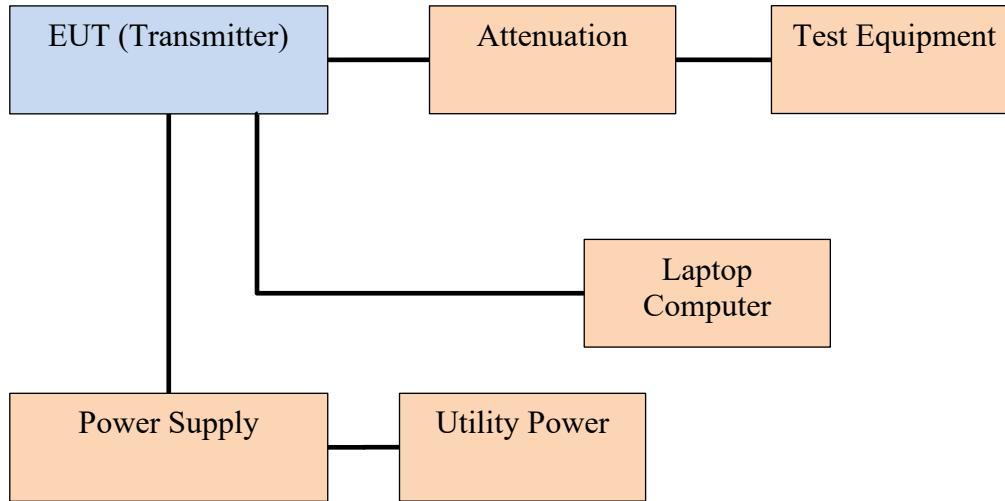 EUT (Transmitter)
Attenuation
Test Equipment
Laptop
Computer
Power Supply
Utility Power